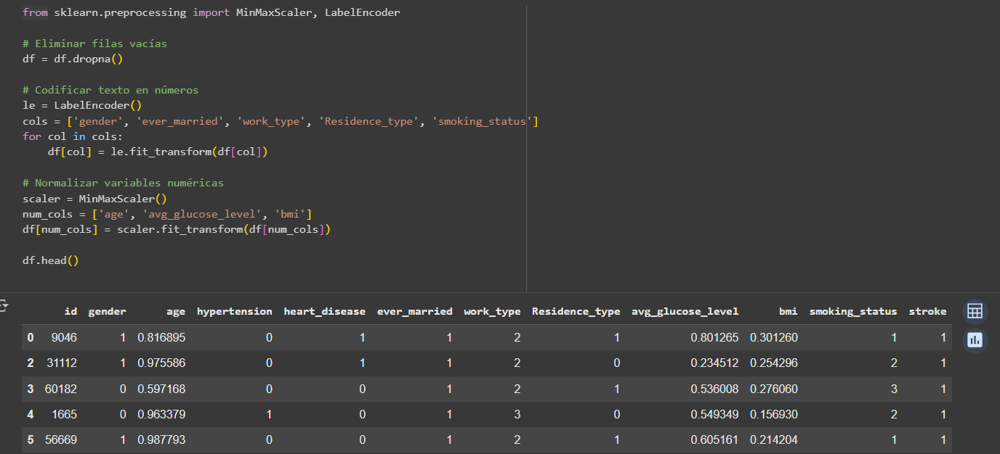 from sklearn.preprocessing import MinMaxScaler, LabelEncoder

# Eliminar filas vacías
df = df.dropna()

# Codificar texto en números
le = LabelEncoder()
cols = ['gender', 'ever_married', 'work_type', 'Residence_type', 'smoking_status']
for col in cols:
    df[col] = le.fit_transform(df[col])

# Normalizar variables numéricas
scaler = MinMaxScaler()
num_cols = ['age', 'avg_glucose_level', 'bmi']
df[num_cols] = scaler.fit_transform(df[num_cols])

df.head()

id gender age hypertension heart_disease ever_married work_type Residence_type avg_glucose_level bmi smoking_status stroke
0 9046 1 0.816895 0 1 1 2 1 0.801265 0.301260 1 1
2 31112 1 0.975586 0 1 1 2 0 0.234512 0.254296 2 1
3 60182 0 0.597168 0 0 1 2 1 0.536008 0.276060 3 1
4 1665 0 0.963379 1 0 1 3 0 0.549349 0.156930 2 1
5 56669 1 0.987793 0 0 1 2 1 0.605161 0.214204 1 1